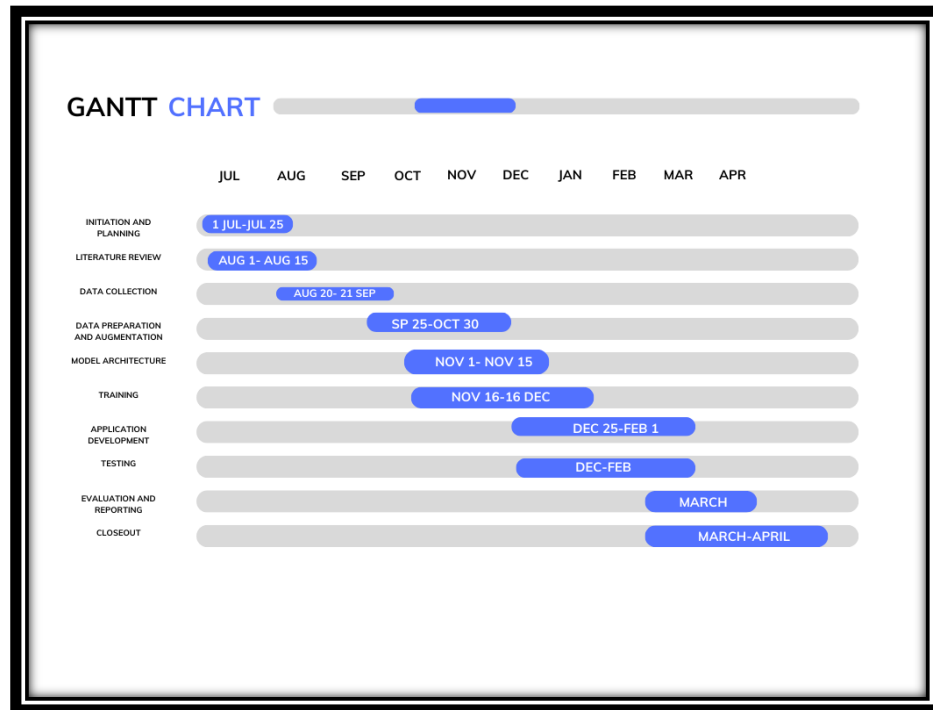 GANTT CHART
JUL AUG SEP OCT NOV DEC JAN FEB MAR APR
INITIATION AND
PLANNING
1 JUL-JUL 25
LITERATURE REVIEW
AUG 1- AUG 15
DATA COLLECTION
AUG 20- 21 SEP
DATA PREPARATION
AND AUGMENTATION
SP 25-OCT 30
MODEL ARCHITECTURE
NOV 1- NOV 15
TRAINING
NOV 16-16 DEC
APPLICATION
DEVELOPMENT
DEC 25-FEB 1
TESTING
DEC-FEB
EVALUATION AND
REPORTING
MARCH
CLOSEOUT
MARCH-APRIL